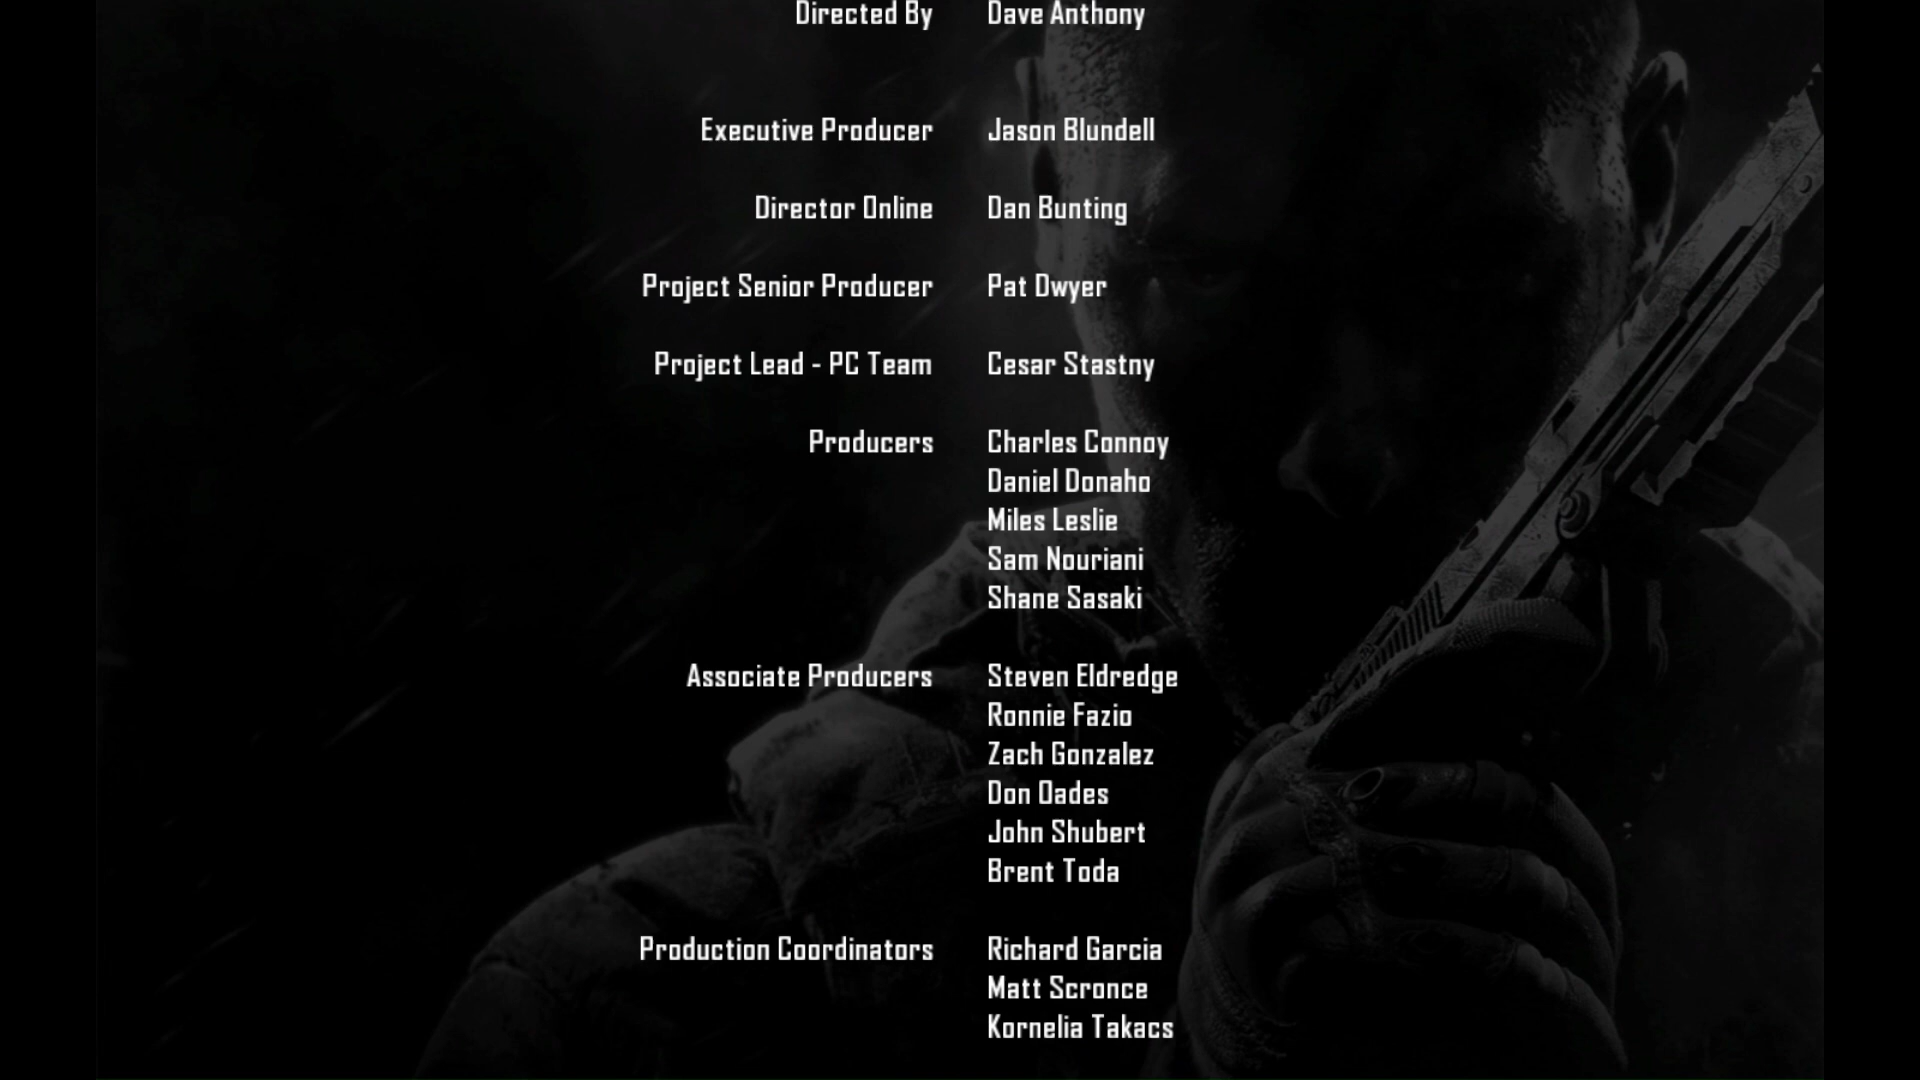 Directed By Dave Anthony
Executive Producer Jason Blundell
Director Online Dan Bunting
Project Senior Producer Pat Dwyer
Project Lead - PC Team Cesar Stastny
Producers Charles Connoy
Daniel Donaho
Miles Leslie
Sam Nouriani
Shane Sasaki
Associate Producers Steven Eldredge
Ronnie Fazio
Zach Gonzalez
Don Oades
John Shubert
Brent Toda
Production Coordinators Richard Garcia
Matt Scronce
Kornelia Takacs